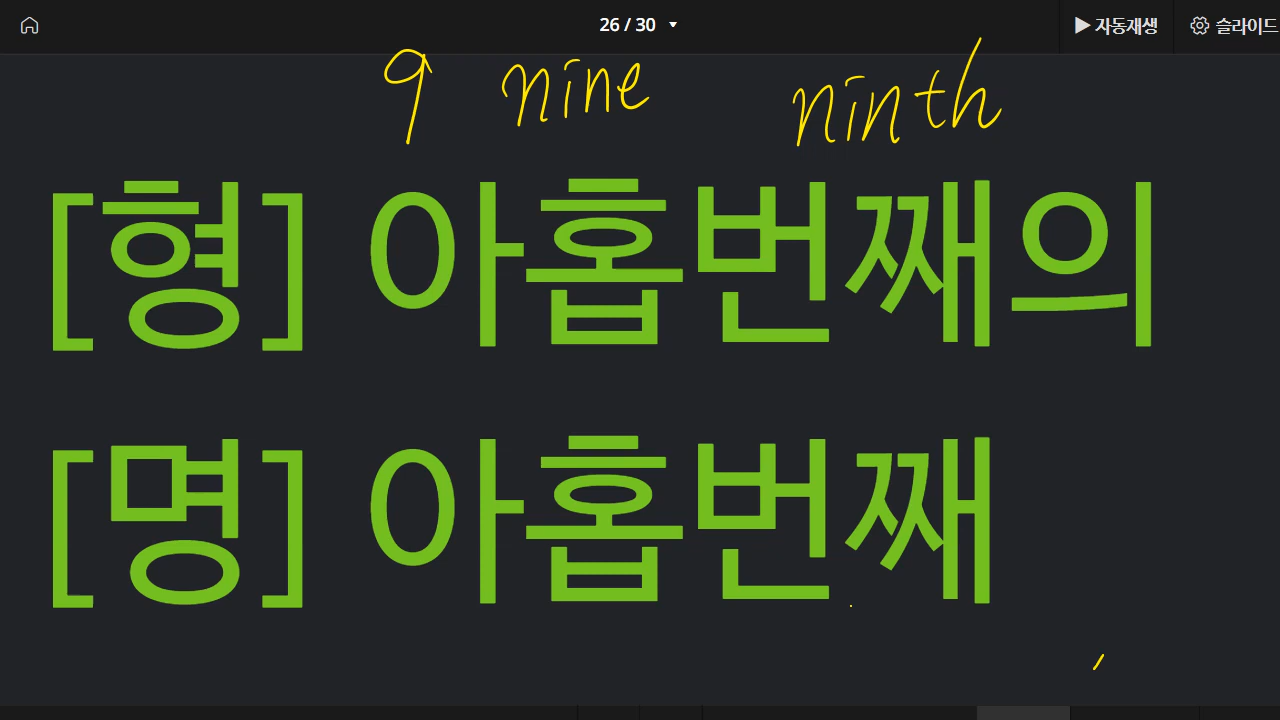 26 / 30 ▶ 자동재생 슬라이드
9 nine ninth
[형] 아홉번째의
[명] 아홉번째